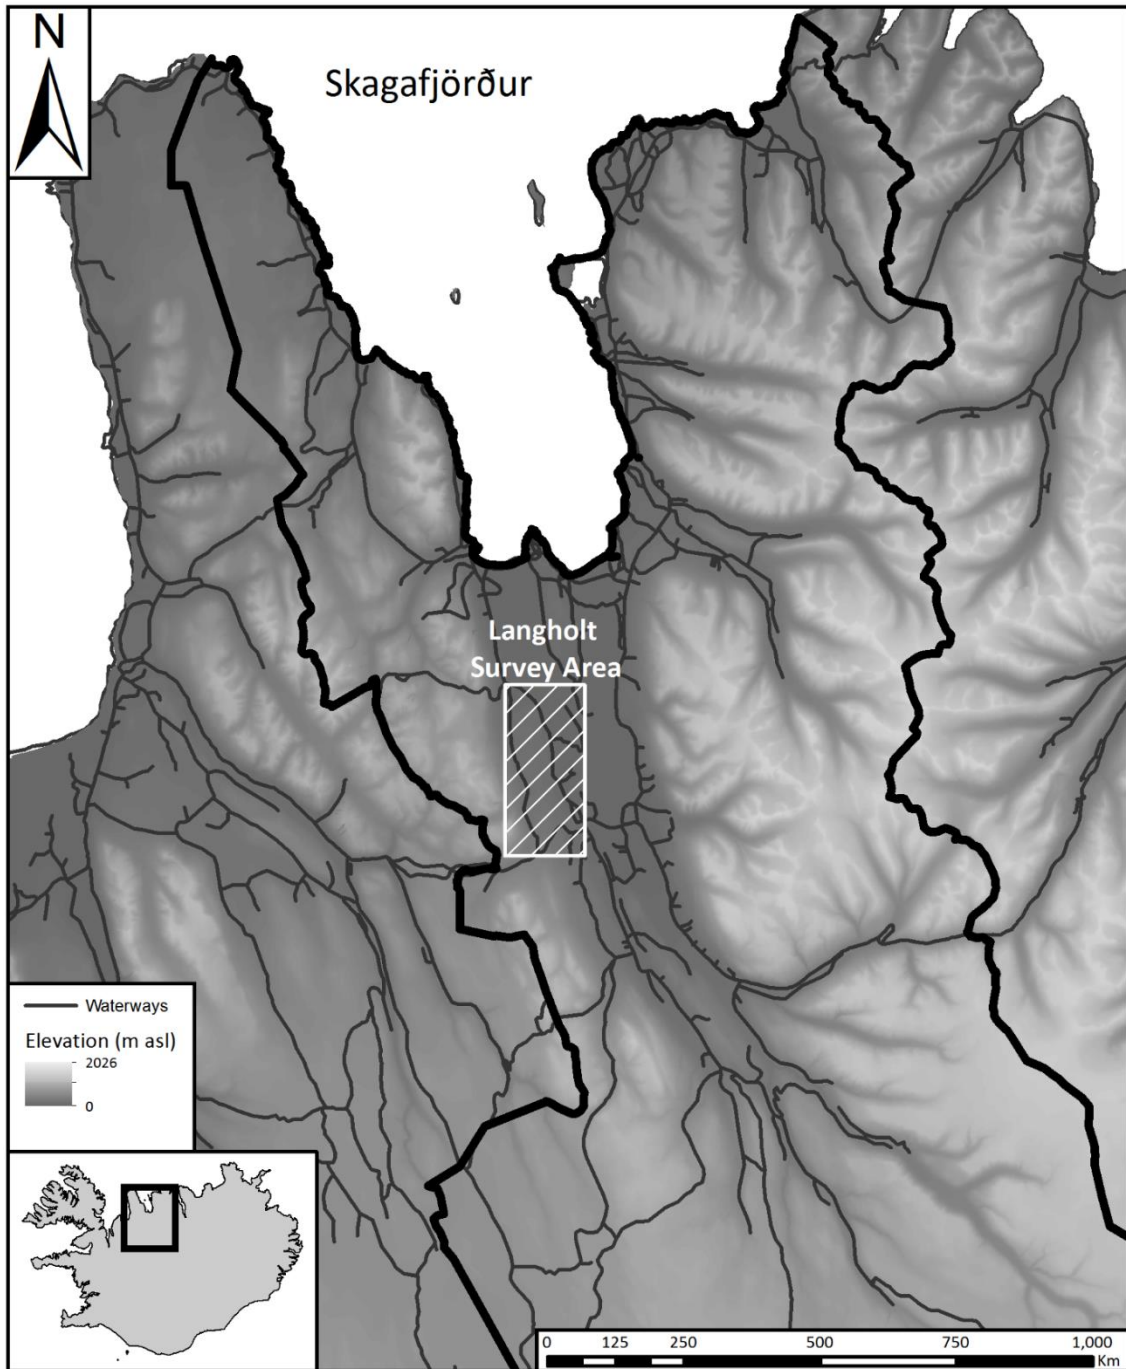 N
Skagafjörður
Langholt
Survey Area
Waterways
Elevation (m asl)
2026
0
0 125 250 500 750 1,000
Km